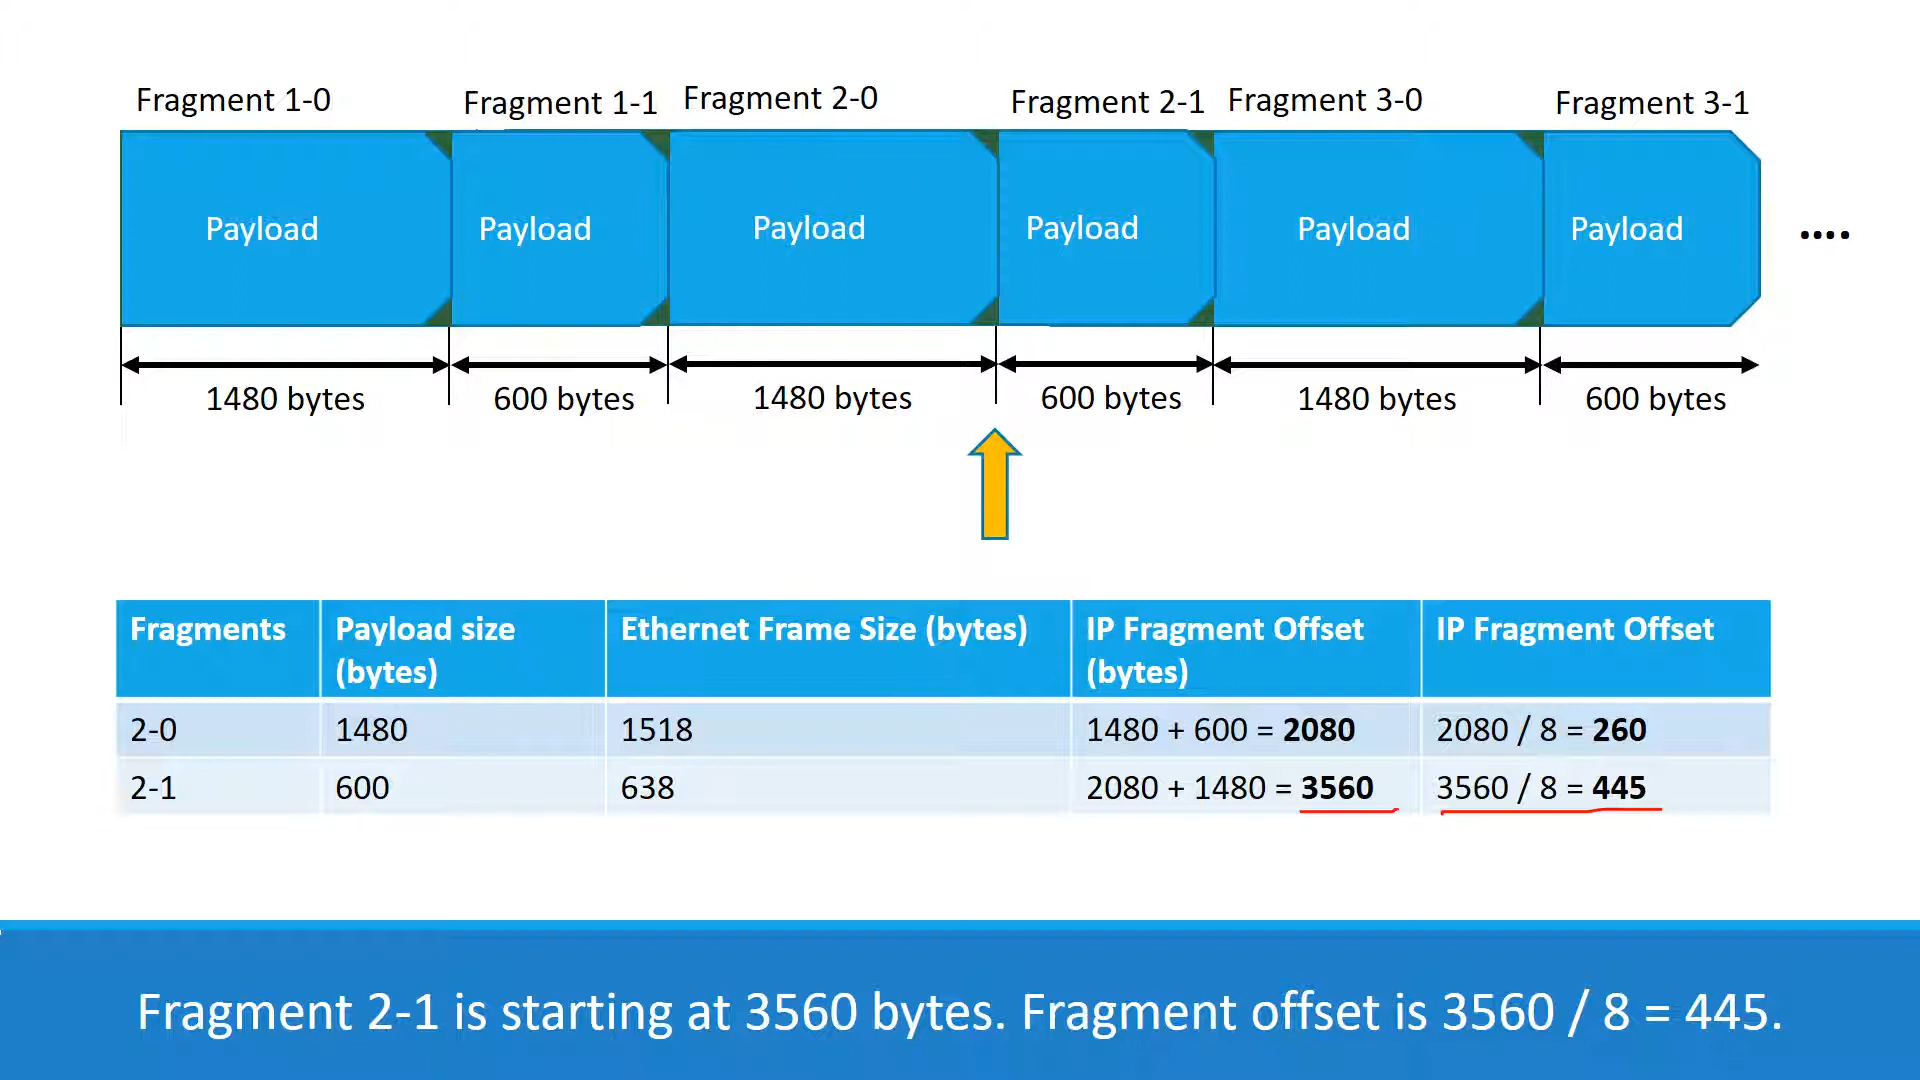 Fragment 1-0
Fragment 1-1
Fragment 2-0
Fragment 2-1
Fragment 3-0
Fragment 3-1
Payload
Payload
Payload
Payload
Payload
Payload
....
1480 bytes
600 bytes
1480 bytes
600 bytes
1480 bytes
600 bytes
Fragments
Payload size
(bytes)
Ethernet Frame Size (bytes)
IP Fragment Offset
(bytes)
IP Fragment Offset
2-0
1480
1518
1480 + 600 = 2080
2080 / 8 = 260
2-1
600
638
2080 + 1480 = 3560
3560 / 8 = 445
Fragment 2-1 is starting at 3560 bytes. Fragment offset is 3560 / 8 = 445.